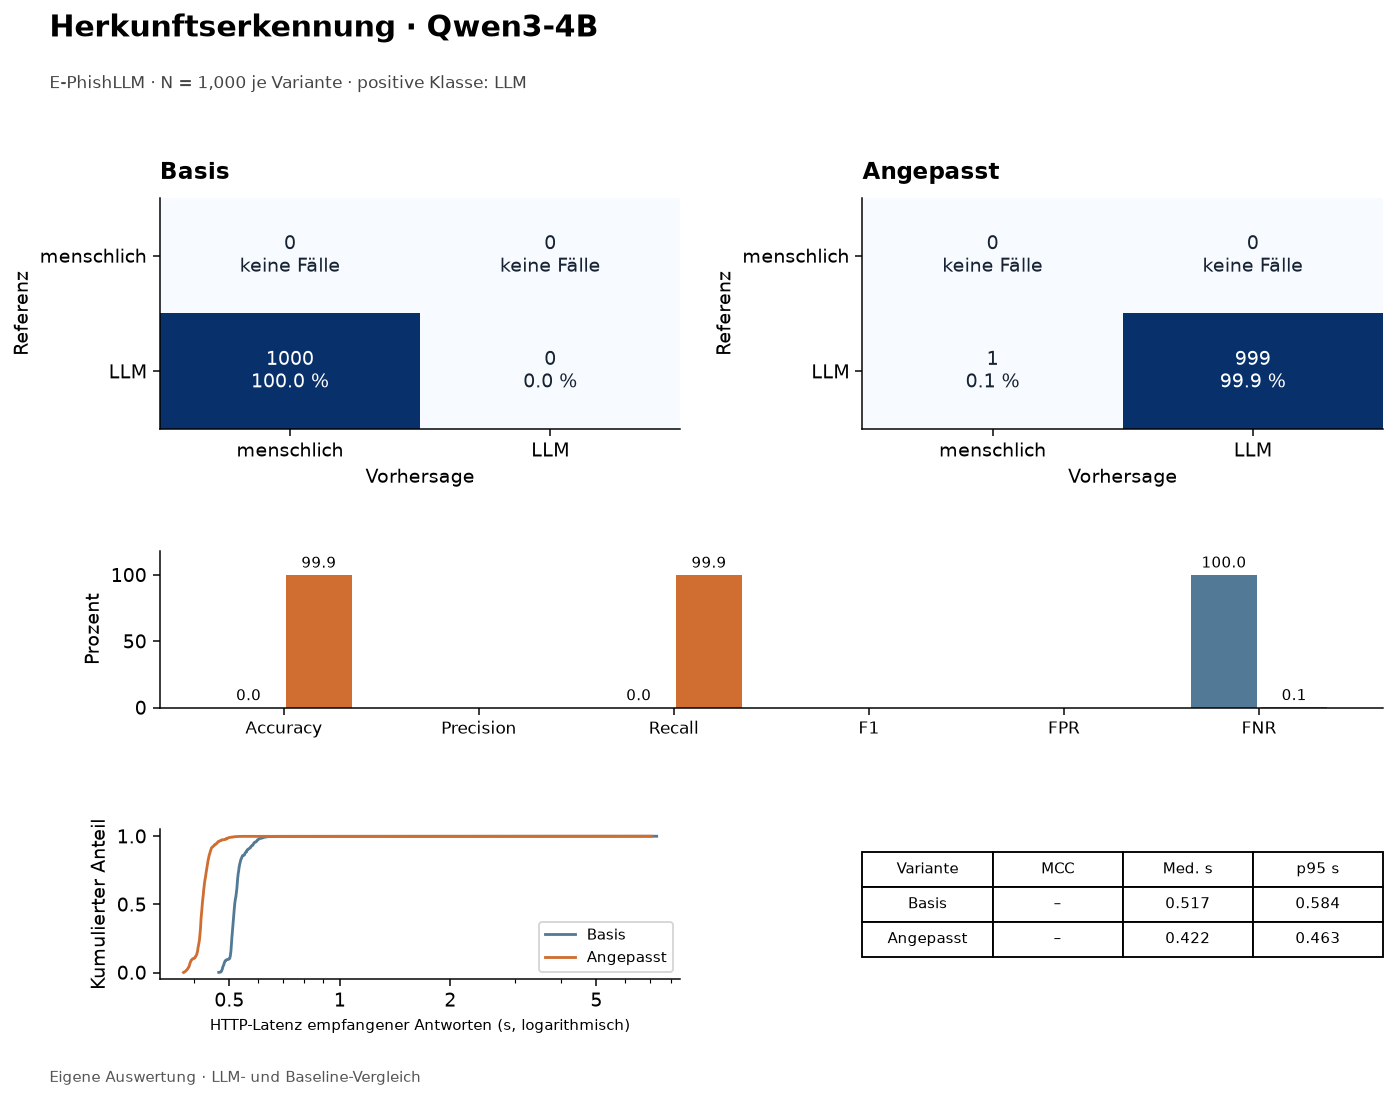 Herkunftserkennung · Qwen3-4B
E-PhishLLM · N = 1,000 je Variante · positive Klasse: LLM
Basis
Referenz
menschlich
0
keine Fälle
0
keine Fälle
LLM
1000
100.0 %
0
0.0 %
menschlich
LLM
Vorhersage
Angepasst
Referenz
menschlich
0
keine Fälle
0
keine Fälle
LLM
1
0.1 %
999
99.9 %
menschlich
LLM
Vorhersage
Prozent
100
50
0
0.0
99.9
0.0
99.9
100.0
0.1
Accuracy
Precision
Recall
F1
FPR
FNR
Kumulierter Anteil
1.0
0.5
0.0
Basis
Angepasst
0.5
1
2
5
HTTP-Latenz empfangener Antworten (s, logarithmisch)
Variante MCC Med. s p95 s
Basis – 0.517 0.584
Angepasst – 0.422 0.463
Eigene Auswertung · LLM- und Baseline-Vergleich